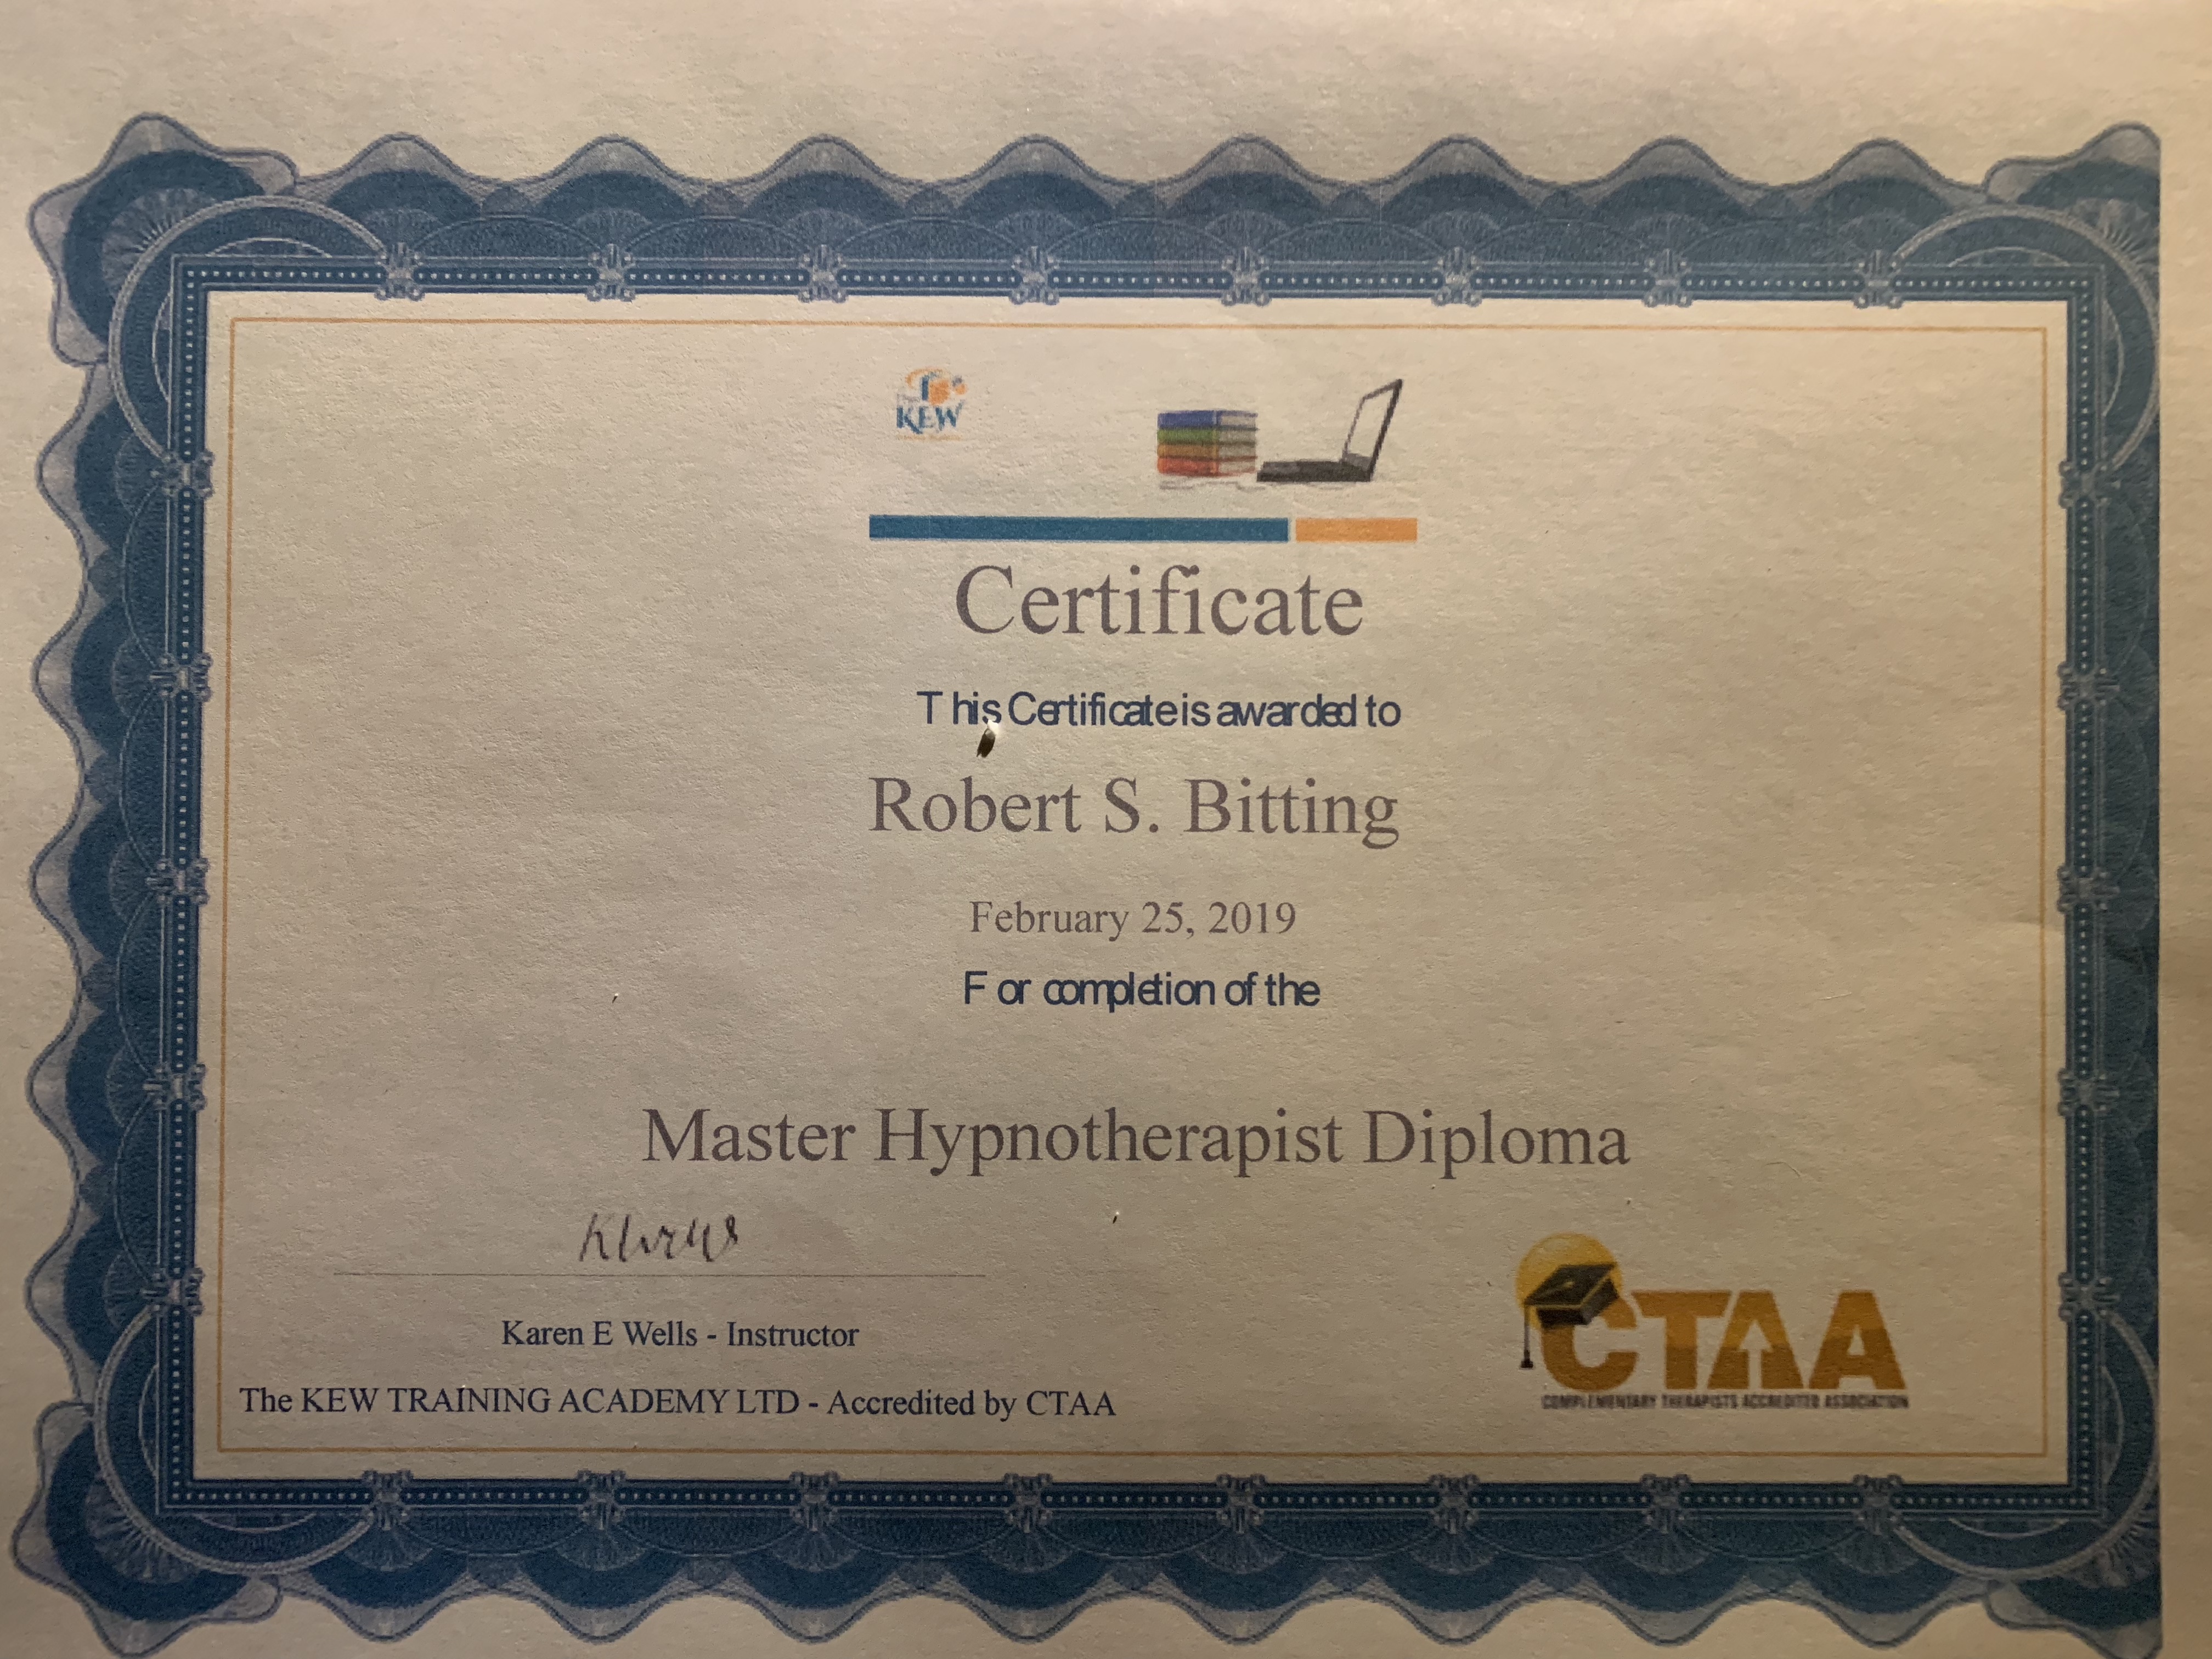 KEW
Certificate
This Certificate is awarded to
Robert S. Bitting
February 25, 2019
For completion of the
Master Hypnotherapist Diploma
Karen E Wells - Instructor
The KEW TRAINING ACADEMY LTD - Accredited by CTAA
CTAA
COMPLEMENTARY THERAPISTS ACCREDITED ASSOCIATION